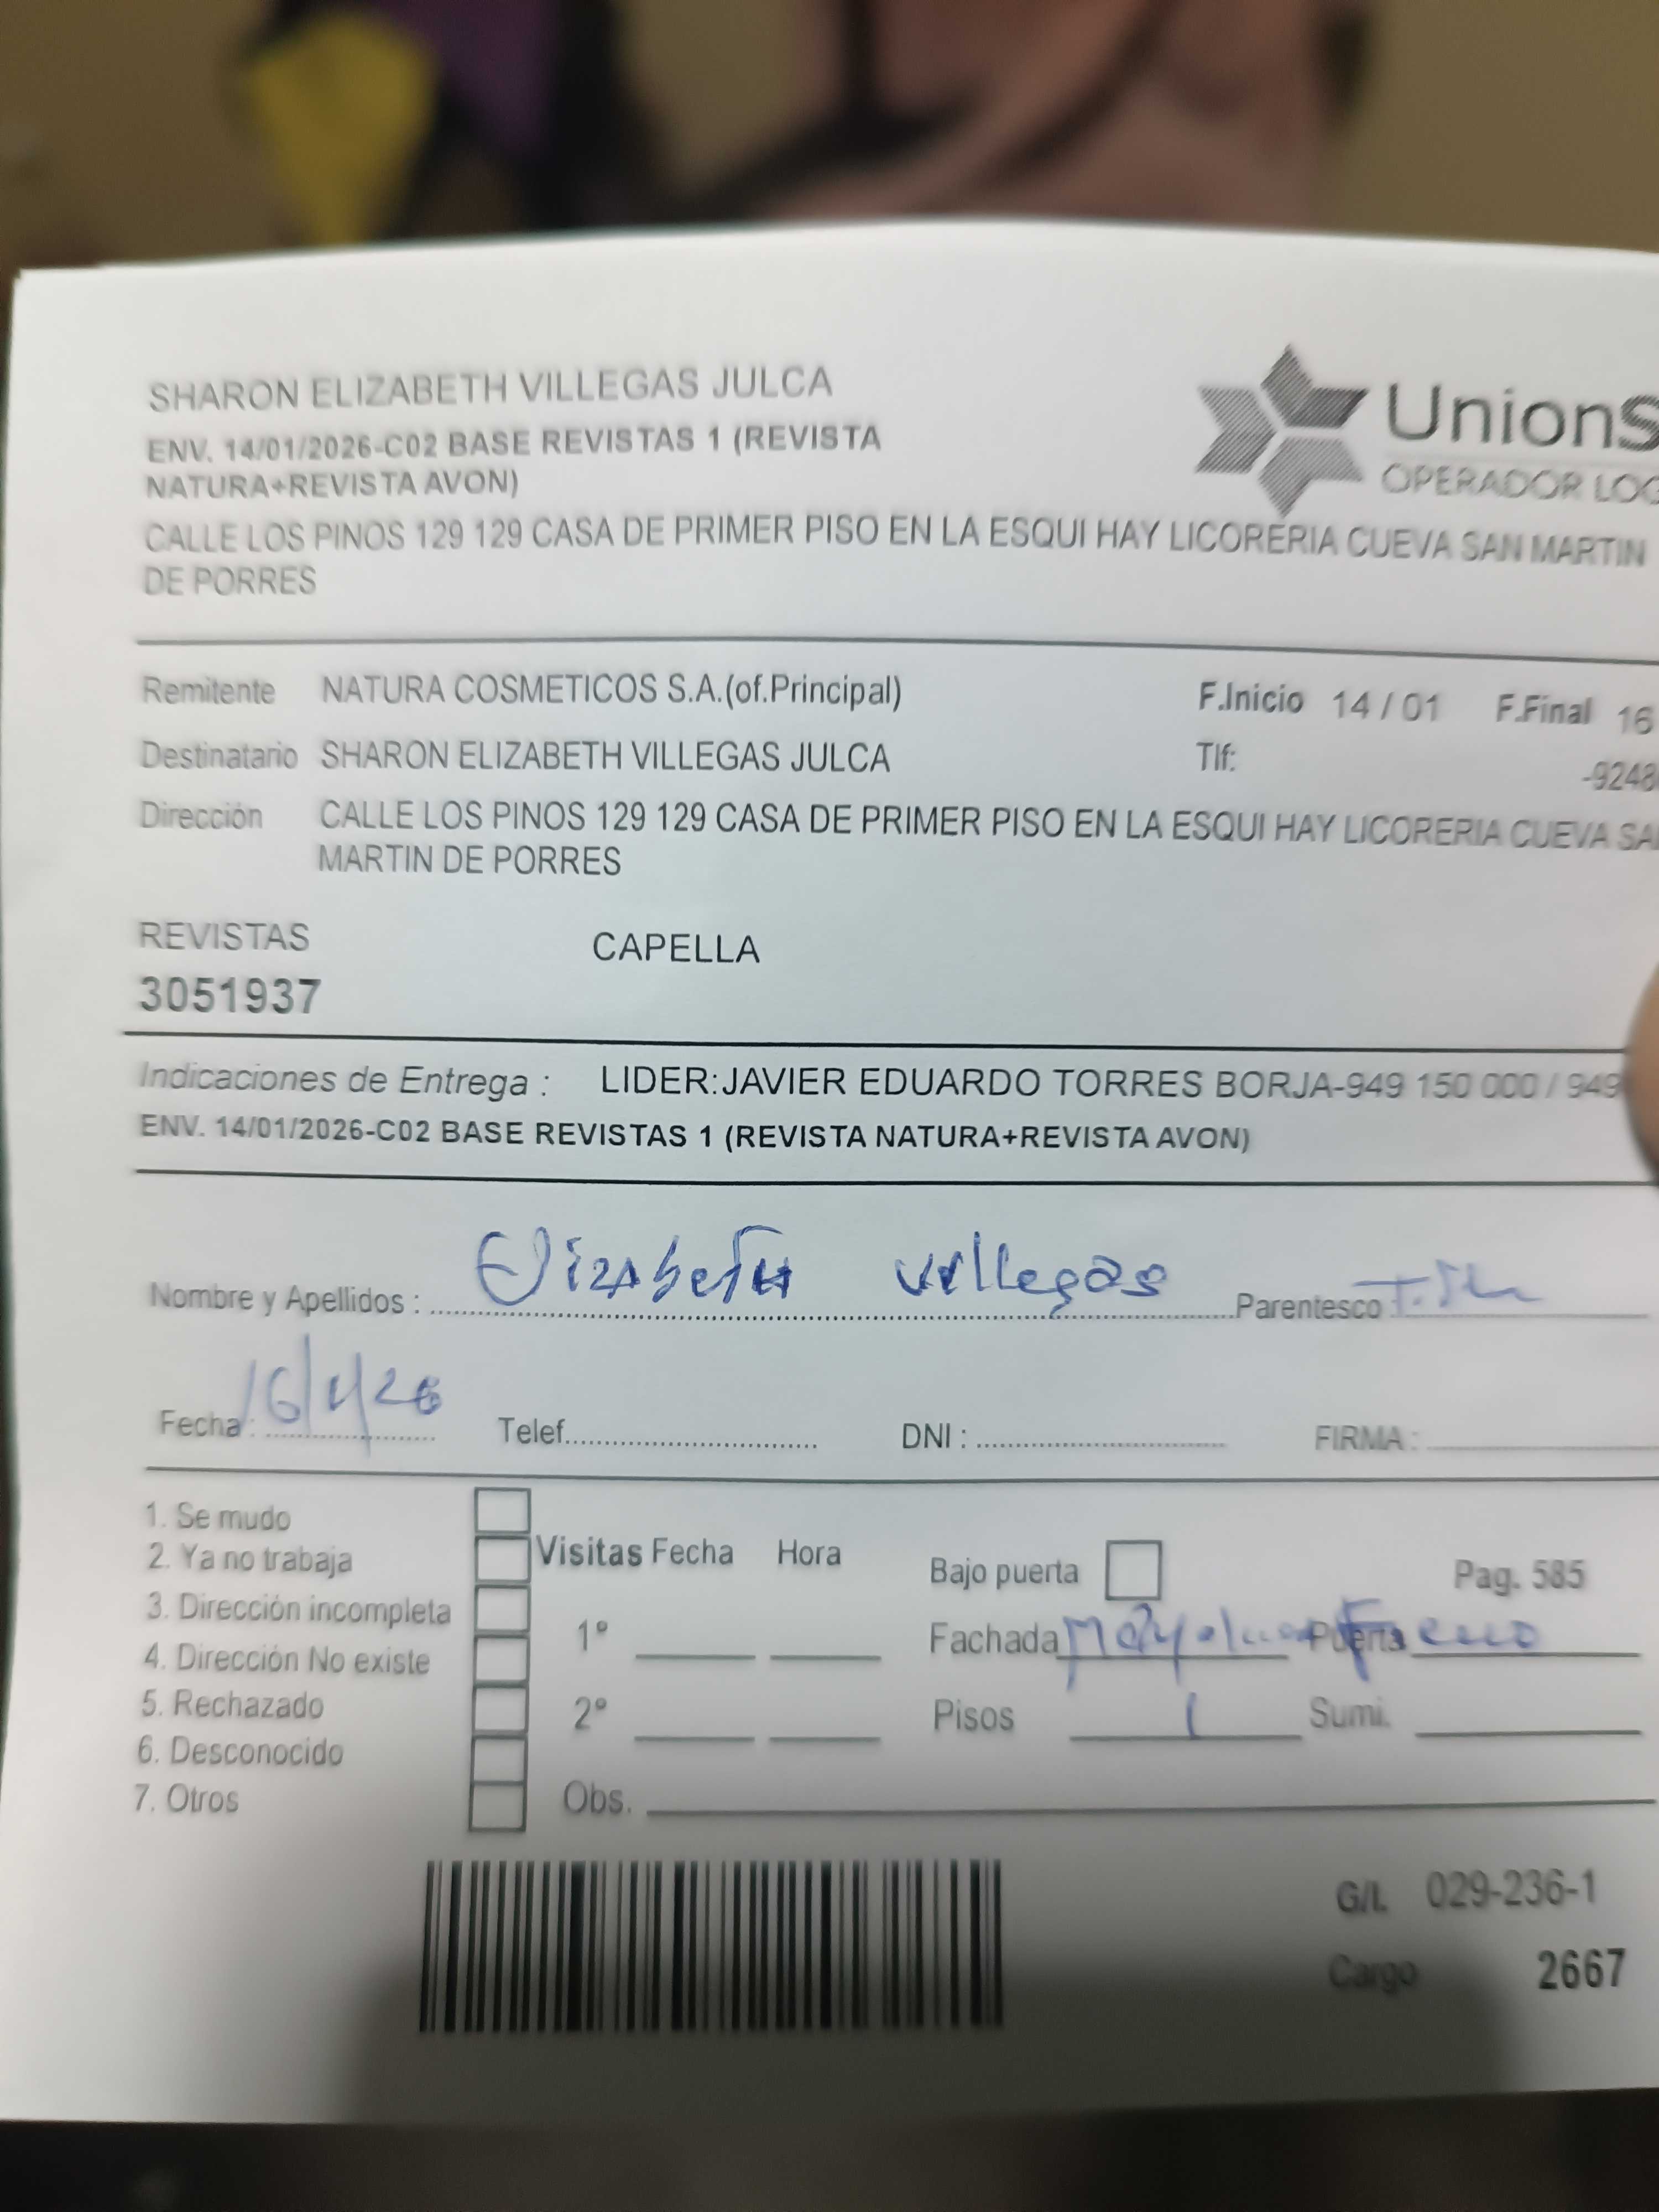 SHARON ELIZABETH VILLEGAS JULCA
ENV. 14/01/2026-C02 BASE REVISTAS 1 (REVISTA
NATURA+REVISTA AVON)
CALLE LOS PINOS 129 129 CASA DE PRIMER PISO EN LA ESQUI HAY LICORERIA CUEVA SAN MARTIN
DE PORRES
UnionS
OPERADOR LOG
Remitente NATURA COSMETICOS S.A.(of.Principal) F.Inicio 14 / 01 F.Final 16
Destinatario SHARON ELIZABETH VILLEGAS JULCA Tlf: -9248
Dirección CALLE LOS PINOS 129 129 CASA DE PRIMER PISO EN LA ESQUI HAY LICORERIA CUEVA SA
MARTIN DE PORRES
REVISTAS CAPELLA
3051937
Indicaciones de Entrega : LIDER:JAVIER EDUARDO TORRES BORJA-949 150 000 / 949
ENV. 14/01/2026-C02 BASE REVISTAS 1 (REVISTA NATURA+REVISTA AVON)
Nombre y Apellidos : Elizabeth Villegas Parentesco
Fecha : 16/1/26 Telef. DNI : FIRMA :
1. Se mudo
2. Ya no trabaja
3. Dirección incompleta
4. Dirección No existe
5. Rechazado
6. Desconocido
7. Otros
Visitas Fecha Hora
1º
2º
Obs.
Bajo puerta Pag. 585
Fachada Puerta
Pisos 1 Sumi.
G/I. 029-236-1
Cargo 2667